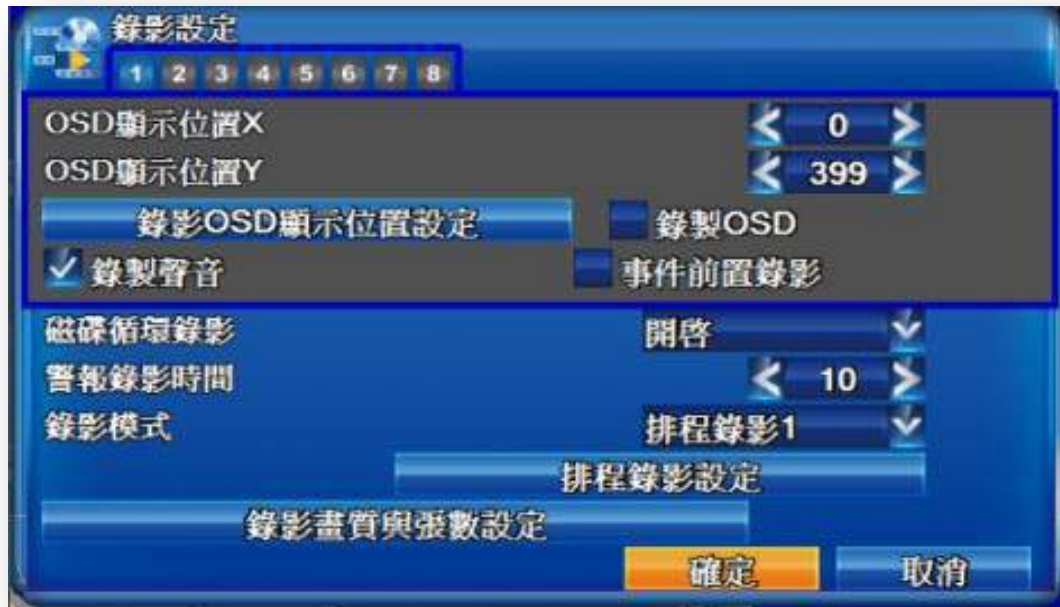 錄影設定
1 2 3 4 5 6 7 8
OSD顯示位置X 0
OSD顯示位置Y 399
錄影OSD顯示位置設定 錄製OSD
錄製聲音 事件前置錄影
磁碟循環錄影 開啓
警報錄影時間 10
錄影模式 排程錄影1
排程錄影設定
錄影畫質與張數設定
確定 取消